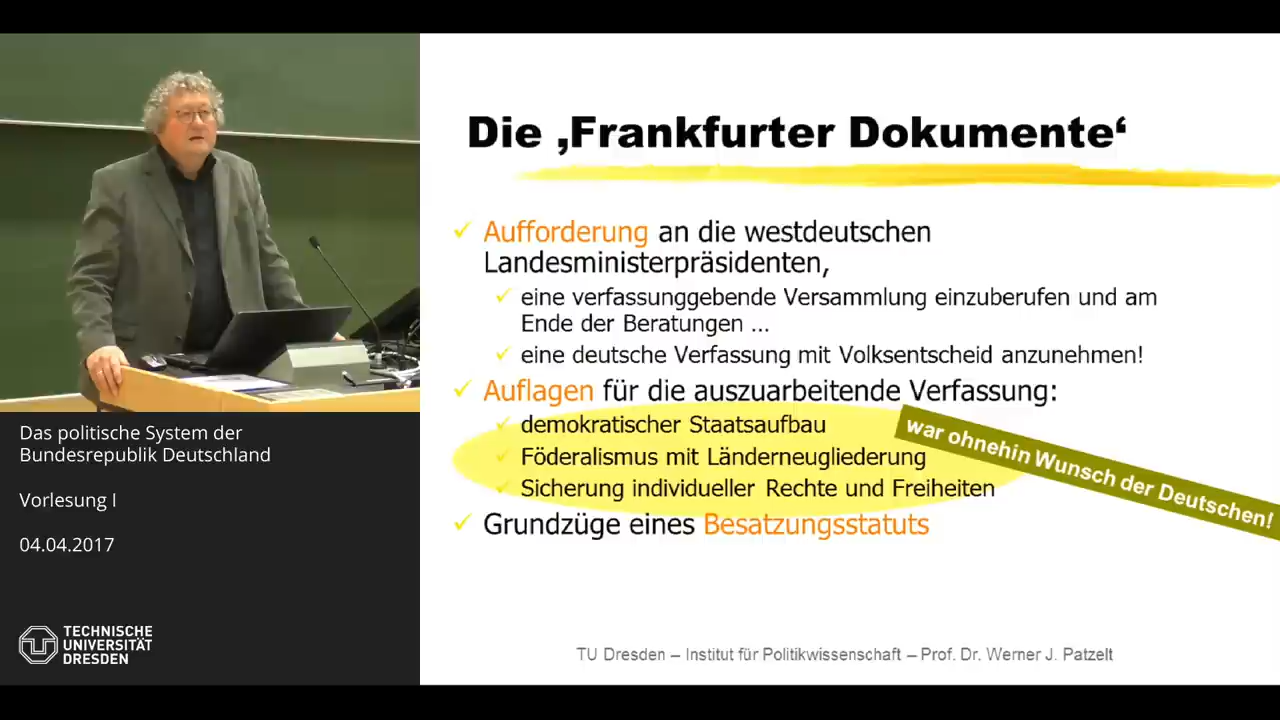 Die ‚Frankfurter Dokumente‘
Aufforderung an die westdeutschen
Landesministerpräsidenten,
eine verfassunggebende Versammlung einzuberufen und am
Ende der Beratungen ...
eine deutsche Verfassung mit Volksentscheid anzunehmen!
Auflagen für die auszuarbeitende Verfassung:
demokratischer Staatsaufbau
Föderalismus mit Länderneugliederung
Sicherung individueller Rechte und Freiheiten
war ohnehin Wunsch der Deutschen!
Grundzüge eines Besatzungsstatuts
TU Dresden – Institut für Politikwissenschaft – Prof. Dr. Werner J. Patzelt
Das politische System der
Bundesrepublik Deutschland
Vorlesung I
04.04.2017
TECHNISCHE
UNIVERSITÄT
DRESDEN